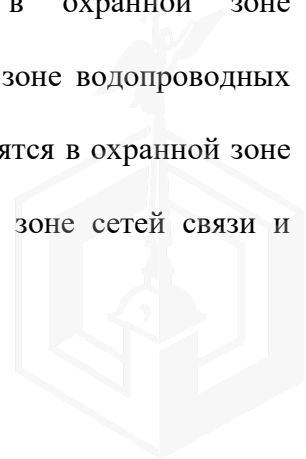 в охранной зоне
зоне водопроводных
ятся в охранной зоне
зоне сетей связи и